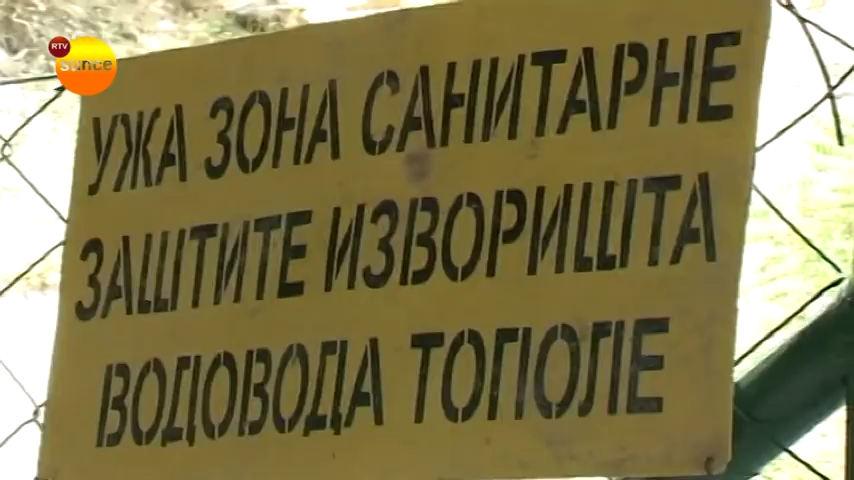 RTV
sunce
УЖА ЗОНА САНИТАРНЕ
ЗАШТИТЕ ИЗВОРИШТА
ВОДОВОДА ТОПОЛЕ